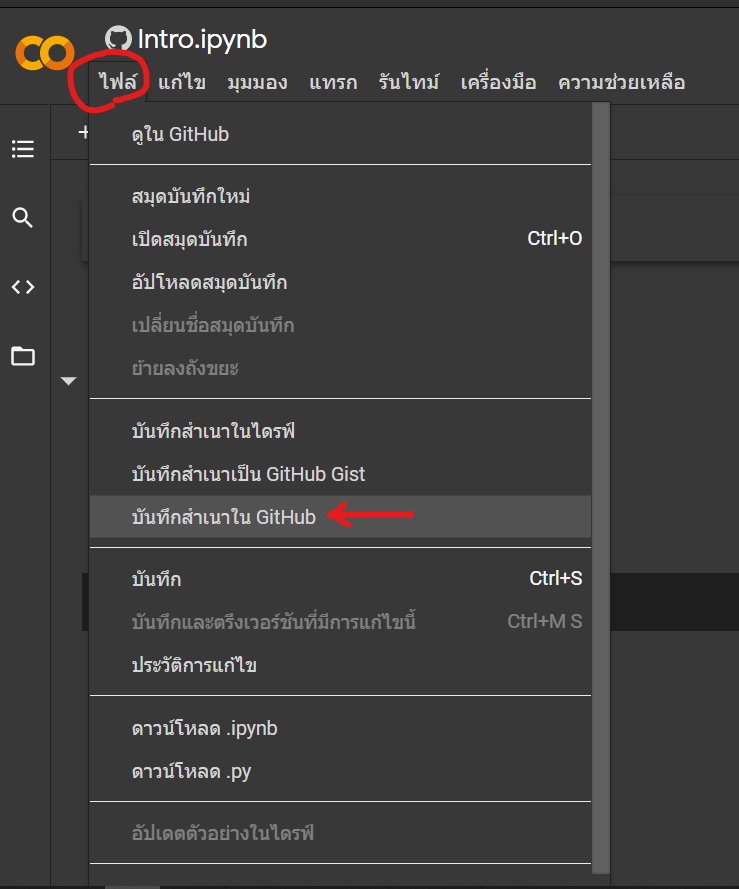 Intro.ipynb
ไฟล์ แก้ไข มุมมอง แทรก รันไทม์ เครื่องมือ ความช่วยเหลือ
+
ดูใน GitHub
สมุดบันทึกใหม่
เปิดสมุดบันทึก Ctrl+O
อัปโหลดสมุดบันทึก
เปลี่ยนชื่อสมุดบันทึก
ย้ายลงถังขยะ
บันทึกสำเนาในไดรฟ์
บันทึกสำเนาเป็น GitHub Gist
บันทึกสำเนาใน GitHub
บันทึก Ctrl+S
บันทึกและตรึงเวอร์ชันที่มีการแก้ไขนี้ Ctrl+M S
ประวัติการแก้ไข
ดาวน์โหลด .ipynb
ดาวน์โหลด .py
อัปเดตตัวอย่างในไดรฟ์